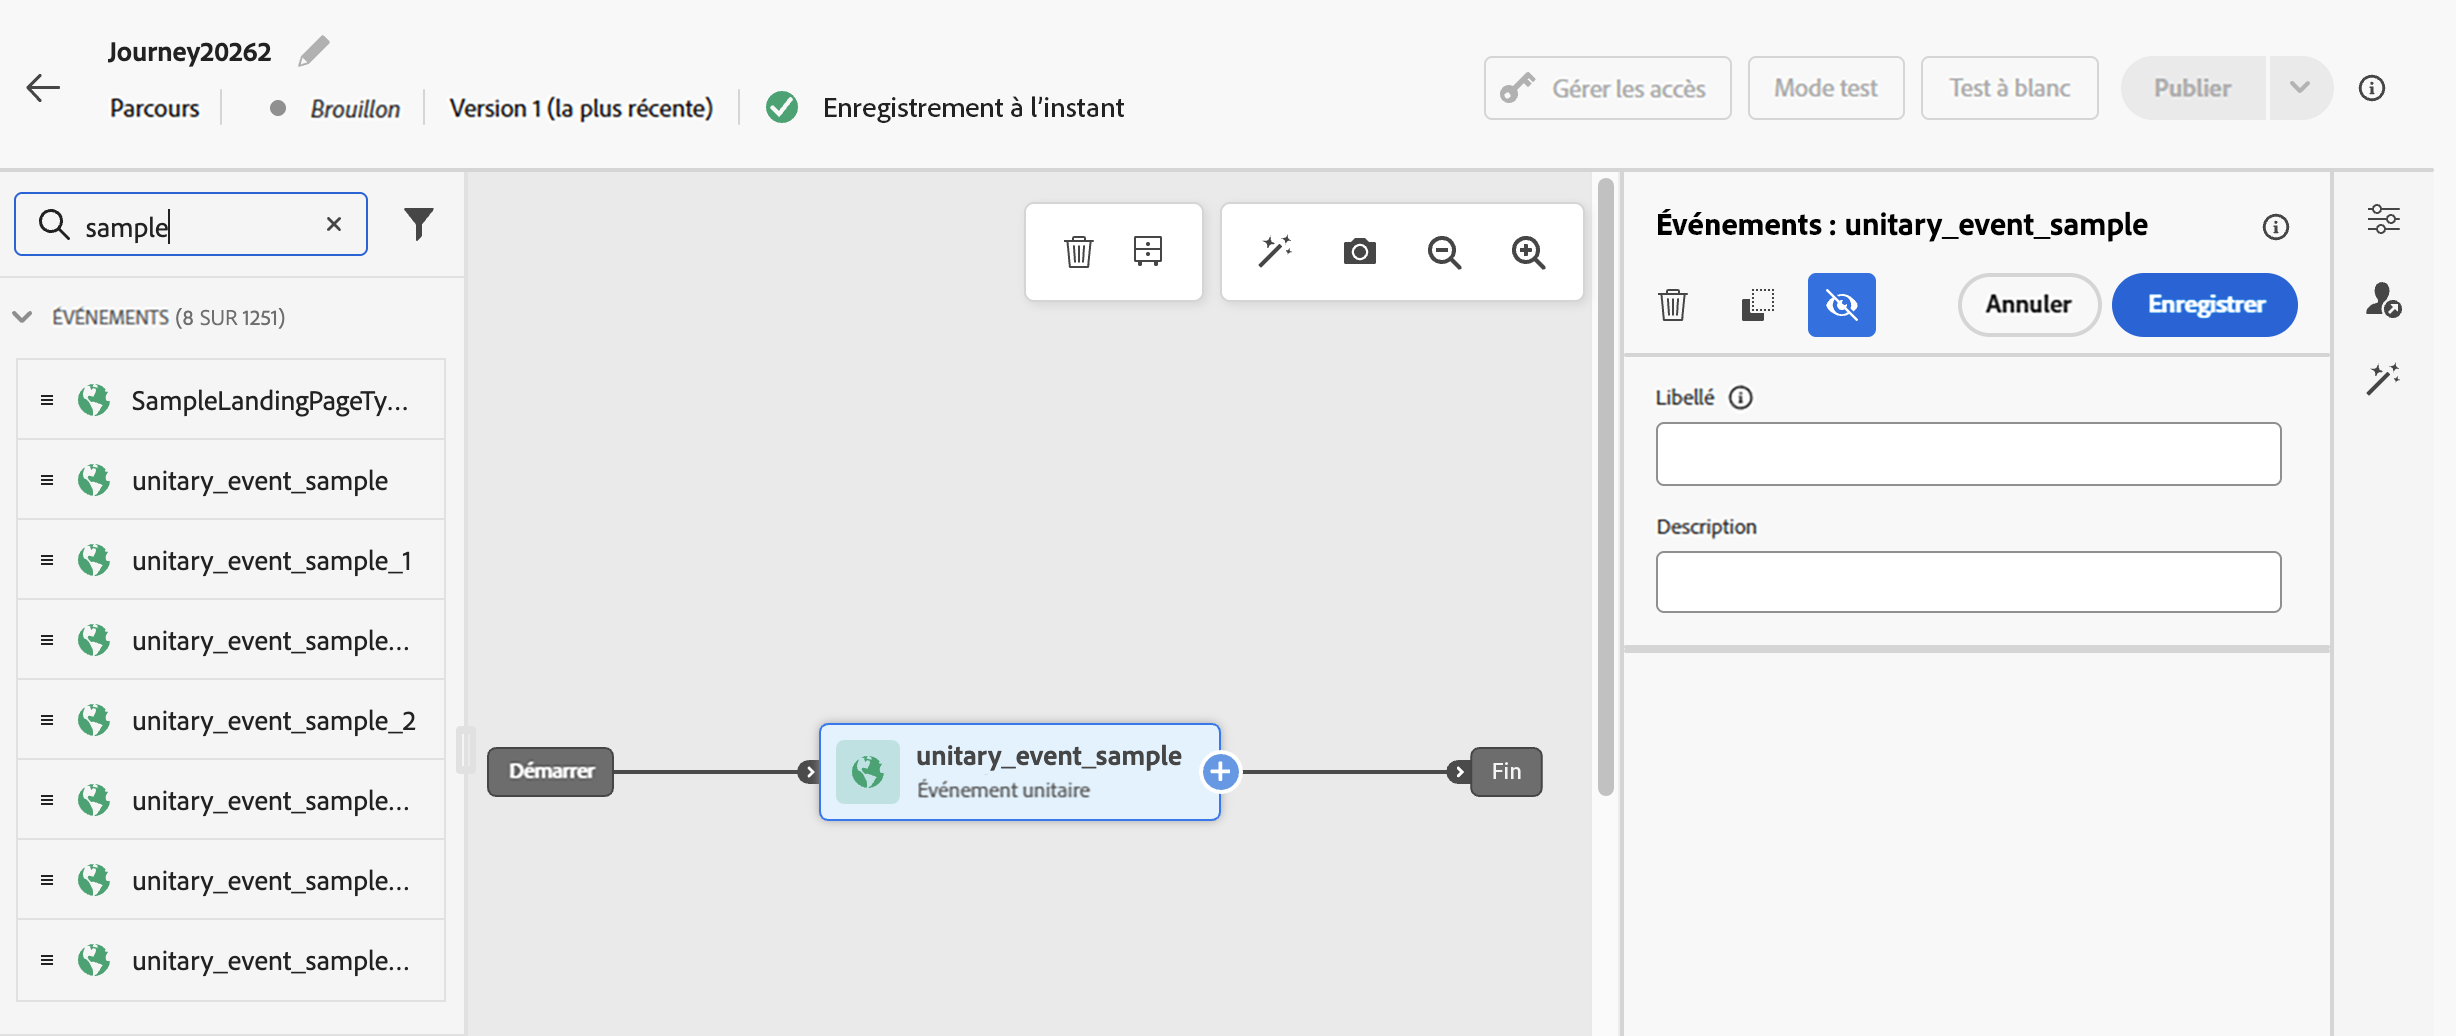 Journey20262
Parcours
Brouillon
Version 1 (la plus récente)
Enregistrement à l'instant
Gérer les accès
Mode test
Test à blanc
Publier
sample
ÉVÉNEMENTS (8 SUR 1251)
SampleLandingPageTy...
unitary_event_sample
unitary_event_sample_1
unitary_event_sample...
unitary_event_sample_2
unitary_event_sample...
unitary_event_sample...
unitary_event_sample...
Démarrer
unitary_event_sample
Événement unitaire
Fin
Événements : unitary_event_sample
Annuler
Enregistrer
Libellé
Description